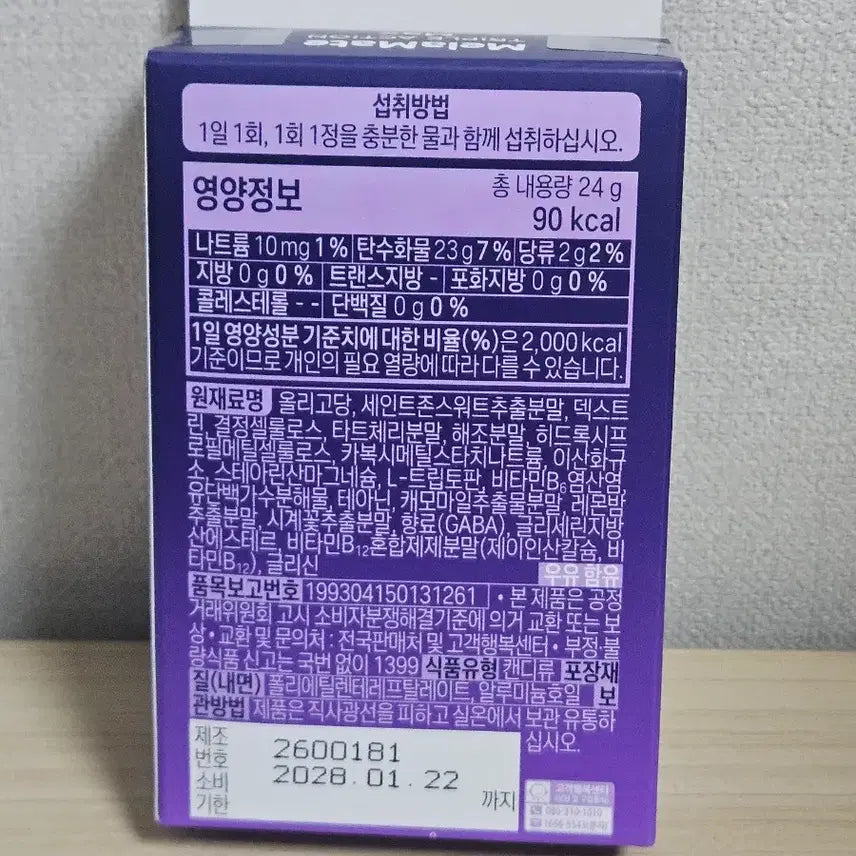 MelaMate
TRIPLE ACTION
섭취방법
1일 1회, 1회 1정을 충분한 물과 함께 섭취하십시오.
영양정보
총 내용량 24 g
90 kcal
나트륨 10 mg 1 % 탄수화물 23 g 7 % 당류 2 g 2 %
지방 0 g 0 % 트랜스지방 - 포화지방 0 g 0 %
콜레스테롤 - - 단백질 0 g 0 %
1일 영양성분 기준치에 대한 비율(%)은 2,000 kcal
기준이므로 개인의 필요 열량에 따라 다를 수 있습니다.
원재료명 올리고당, 세인트존스워트추출분말, 덱스트
린, 결정셀룰로스, 타트체리분말, 해조분말, 히드록시프
로필메틸셀룰로스, 카복시메틸스타치나트륨, 이산화규
소, 스테아린산마그네슘, L-트립토판, 비타민B₆염산염,
유단백가수분해물, 테아닌, 캐모마일추출물분말, 레몬밤
추출분말, 시계꽃추출분말, 향료(GABA), 글리세린지방
산에스테르, 비타민B₁₂혼합제제분말(제이인산칼슘, 비
타민B₁₂), 글리신
우유 함유
품목보고번호 199304150131261 • 본 제품은 공정
거래위원회 고시 소비자분쟁해결기준에 의거 교환 또는 보
상 • 교환 및 문의처 : 전국판매처 및 고객행복센터 • 부정·불
량식품 신고는 국번 없이 1399 식품유형 캔디류 포장재
질(내면) 폴리에틸렌테레프탈레이트, 알루미늄호일 보
관방법 제품은 직사광선을 피하고 실온에서 보관 유통하
십시오.
제조
번호 2600181
소비
기한 2028.01.22 까지
고객행복센터